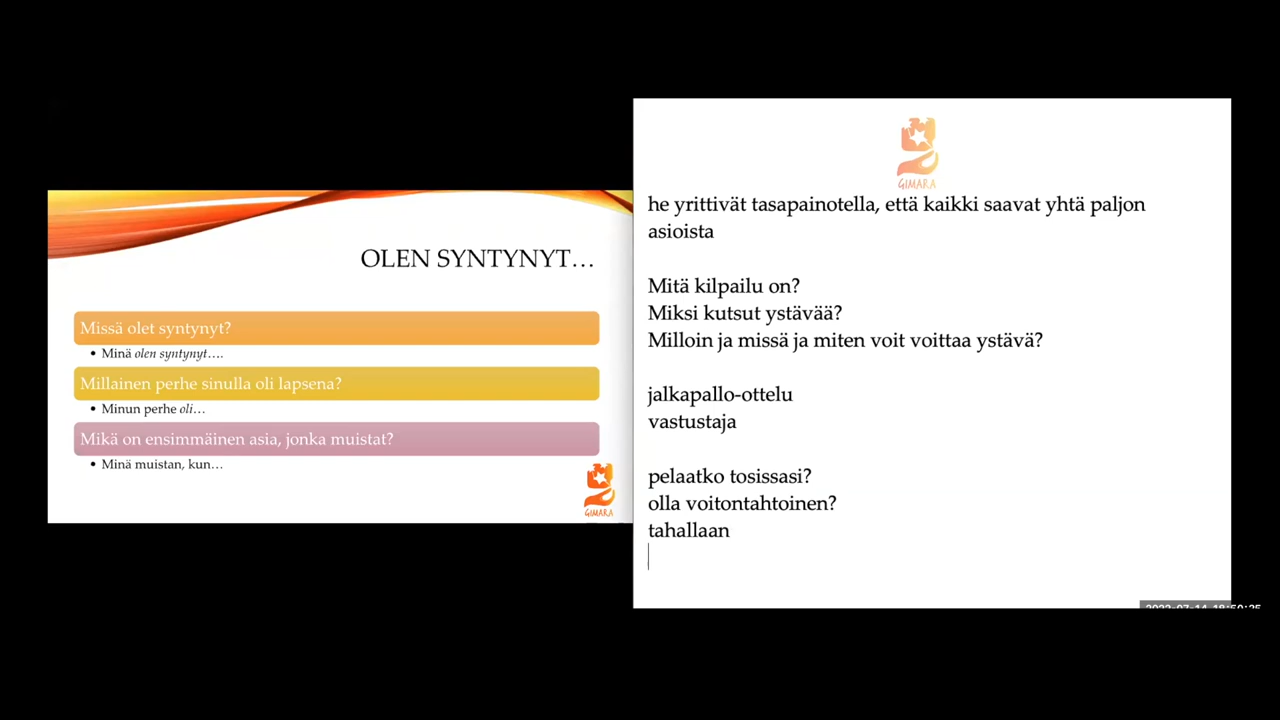 OLEN SYNTYNYT…
Missä olet syntynyt?
• Minä olen syntynyt….
Millainen perhe sinulla oli lapsena?
• Minun perhe oli…
Mikä on ensimmäinen asia, jonka muistat?
• Minä muistan, kun…
GIMARA
GIMARA
he yrittivät tasapainotella, että kaikki saavat yhtä paljon
asioista
Mitä kilpailu on?
Miksi kutsut ystävää?
Milloin ja missä ja miten voit voittaa ystävä?
jalkapallo-ottelu
vastustaja
pelaatko tosissasi?
olla voitontahtoinen?
tahallaan